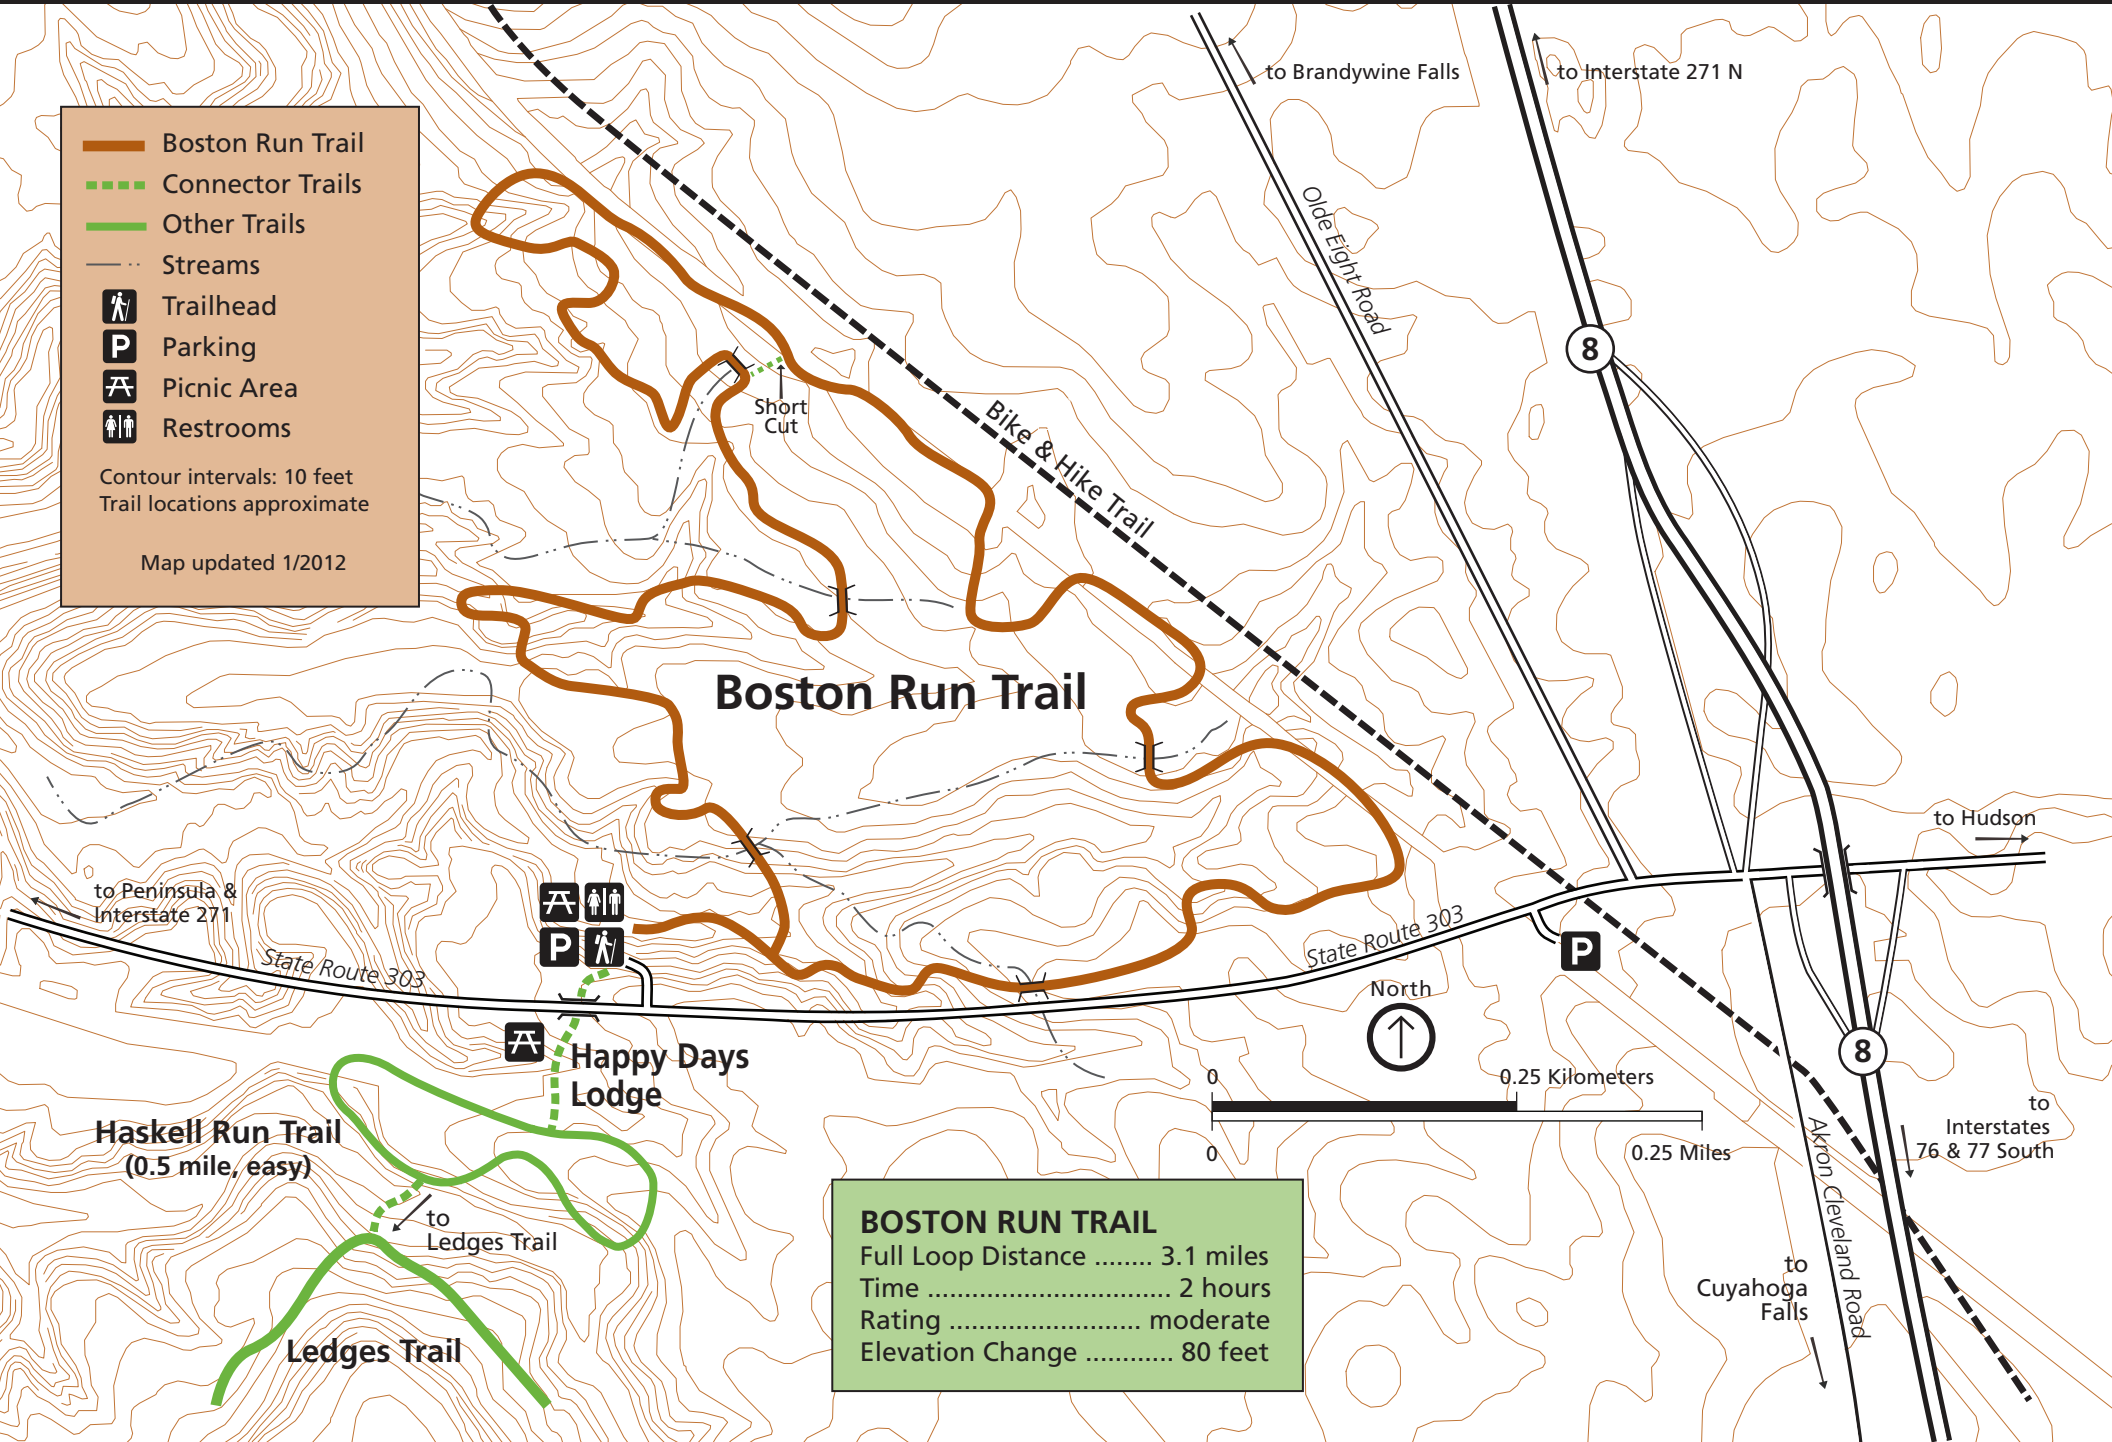 to Brandywine Falls
to Interstate 271 N
Boston Run Trail
Connector Trails
Other Trails
Streams
Trailhead
P
Parking
Picnic Area
Restrooms
Contour intervals: 10 feet
Trail locations approximate
Map updated 1/2012
Olde Eight Road
8
Short
Cut
Bike & Hike Trail
Boston Run Trail
to Hudson
to Peninsula &
Interstate 271
State Route 303
P
State Route 303
P
North
Happy Days
Lodge
0
0.25 Kilometers
0
0.25 Miles
8
to
Interstates
76 & 77 South
Haskell Run Trail
(0.5 mile, easy)
to
Ledges Trail
Akron Cleveland Road
to
Cuyahoga
Falls
BOSTON RUN TRAIL
Full Loop Distance ........ 3.1 miles
Time ................................. 2 hours
Rating .......................... moderate
Elevation Change ............ 80 feet
Ledges Trail